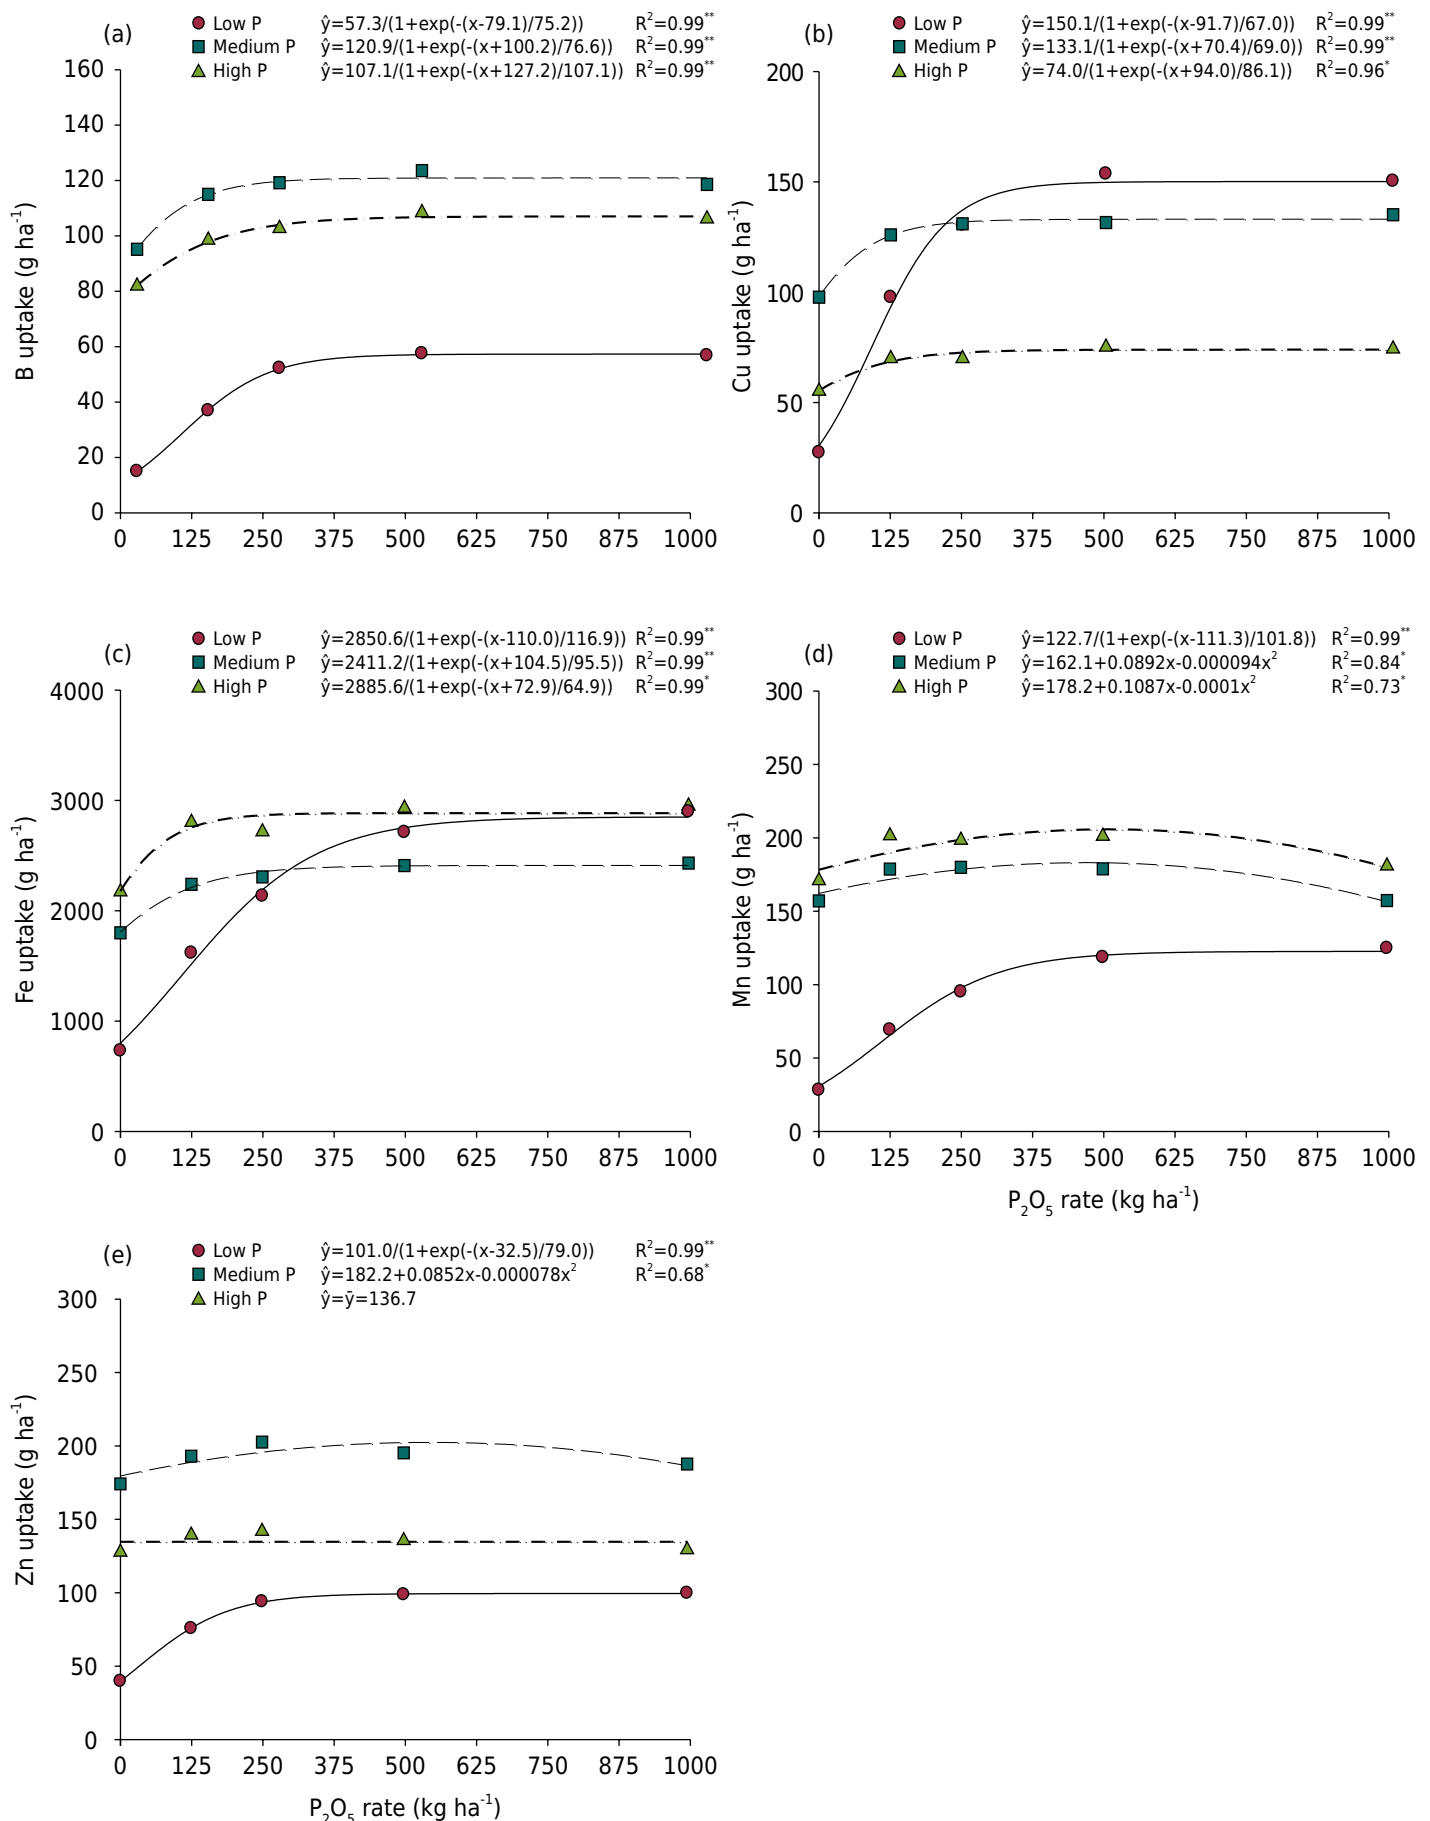 (a)
Low P ŷ=57.3/(1+exp(-(x-79.1)/75.2)) R²=0.99**
Medium P ŷ=120.9/(1+exp(-(x+100.2)/76.6)) R²=0.99**
High P ŷ=107.1/(1+exp(-(x+127.2)/107.1)) R²=0.99**
160
140
120
100
80
60
40
20
0
B uptake (g ha⁻¹)
0 125 250 375 500 625 750 875 1000
(b)
Low P ŷ=150.1/(1+exp(-(x-91.7)/67.0)) R²=0.99**
Medium P ŷ=133.1/(1+exp(-(x+70.4)/69.0)) R²=0.99**
High P ŷ=74.0/(1+exp(-(x+94.0)/86.1)) R²=0.96*
200
150
100
50
0
Cu uptake (g ha⁻¹)
0 125 250 375 500 625 750 875 1000
(c)
Low P ŷ=2850.6/(1+exp(-(x-110.0)/116.9)) R²=0.99**
Medium P ŷ=2411.2/(1+exp(-(x+104.5)/95.5)) R²=0.99**
High P ŷ=2885.6/(1+exp(-(x+72.9)/64.9)) R²=0.99*
4000
3000
2000
1000
0
Fe uptake (g ha⁻¹)
0 125 250 375 500 625 750 875 1000
(d)
Low P ŷ=122.7/(1+exp(-(x-111.3)/101.8)) R²=0.99**
Medium P ŷ=162.1+0.0892x-0.000094x² R²=0.84*
High P ŷ=178.2+0.1087x-0.0001x² R²=0.73*
300
250
200
150
100
50
0
Mn uptake (g ha⁻¹)
0 125 250 375 500 625 750 875 1000
P₂O₅ rate (kg ha⁻¹)
(e)
Low P ŷ=101.0/(1+exp(-(x-32.5)/79.0)) R²=0.99**
Medium P ŷ=182.2+0.0852x-0.000078x² R²=0.68*
High P ŷ=ȳ=136.7
300
250
200
150
100
50
0
Zn uptake (g ha⁻¹)
0 125 250 375 500 625 750 875 1000
P₂O₅ rate (kg ha⁻¹)